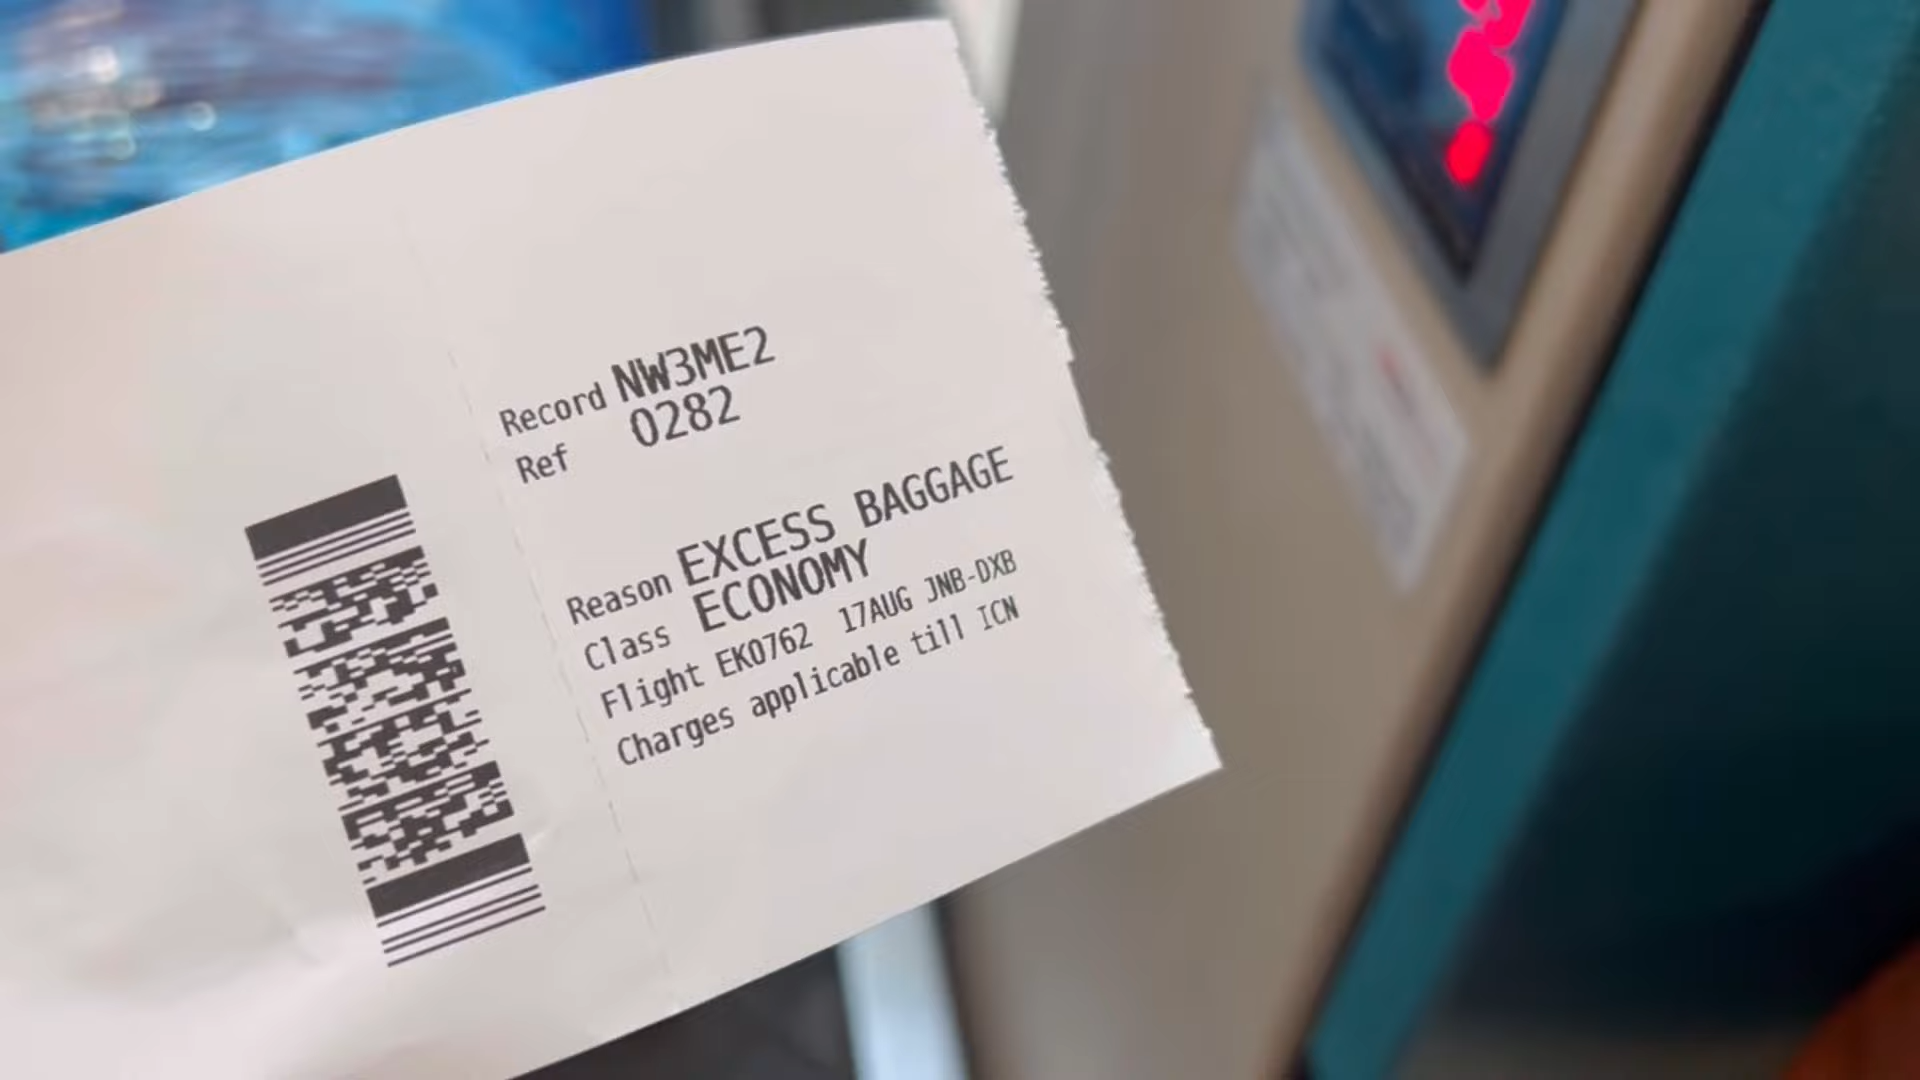 Record NW3ME2
Ref 0282
Reason EXCESS BAGGAGE
Class ECONOMY
Flight EK0762 17AUG JNB-DXB
Charges applicable till ICN